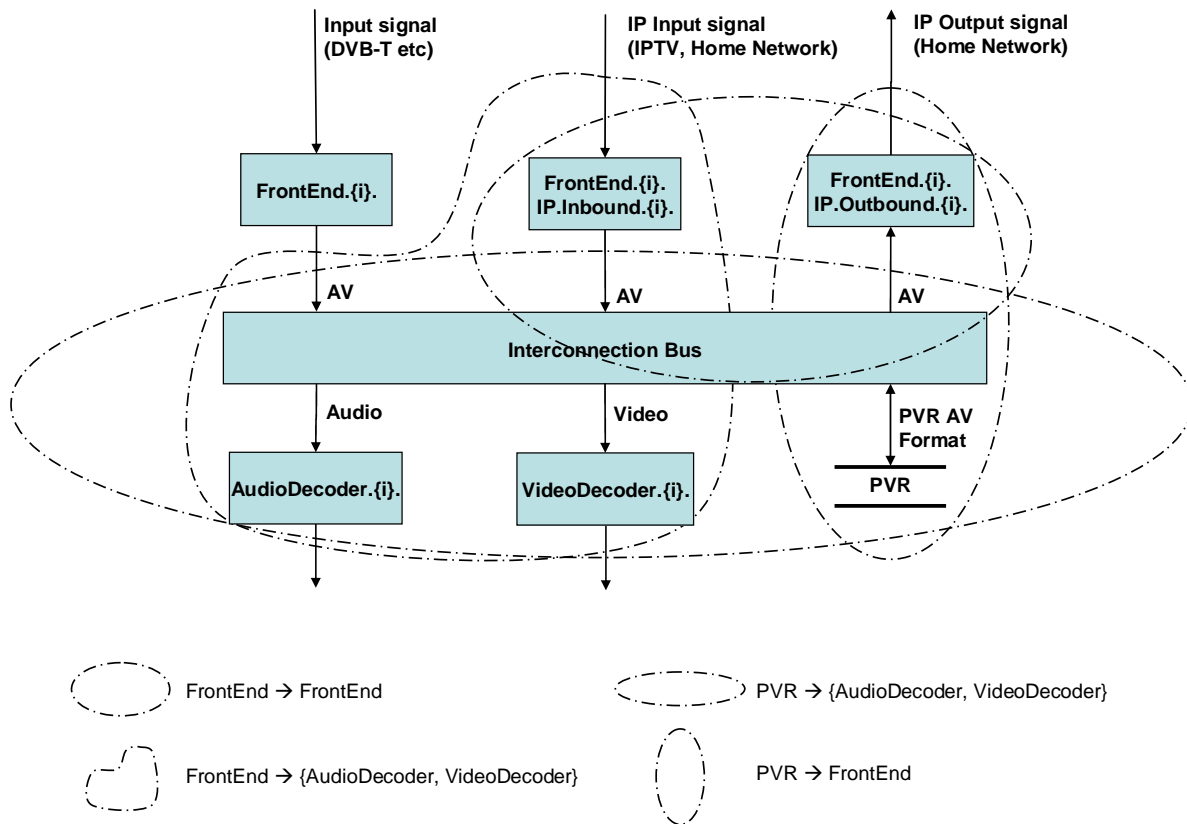 Input signal
(DVB-T etc)
IP Input signal
(IPTV, Home Network)
IP Output signal
(Home Network)
FrontEnd.{i}.
FrontEnd.{i}.
IP.Inbound.{i}.
FrontEnd.{i}.
IP.Outbound.{i}.
AV
AV
AV
Interconnection Bus
Audio
Video
PVR AV
Format
AudioDecoder.{i}.
VideoDecoder.{i}.
PVR
FrontEnd → FrontEnd
PVR → {AudioDecoder, VideoDecoder}
FrontEnd → {AudioDecoder, VideoDecoder}
PVR → FrontEnd